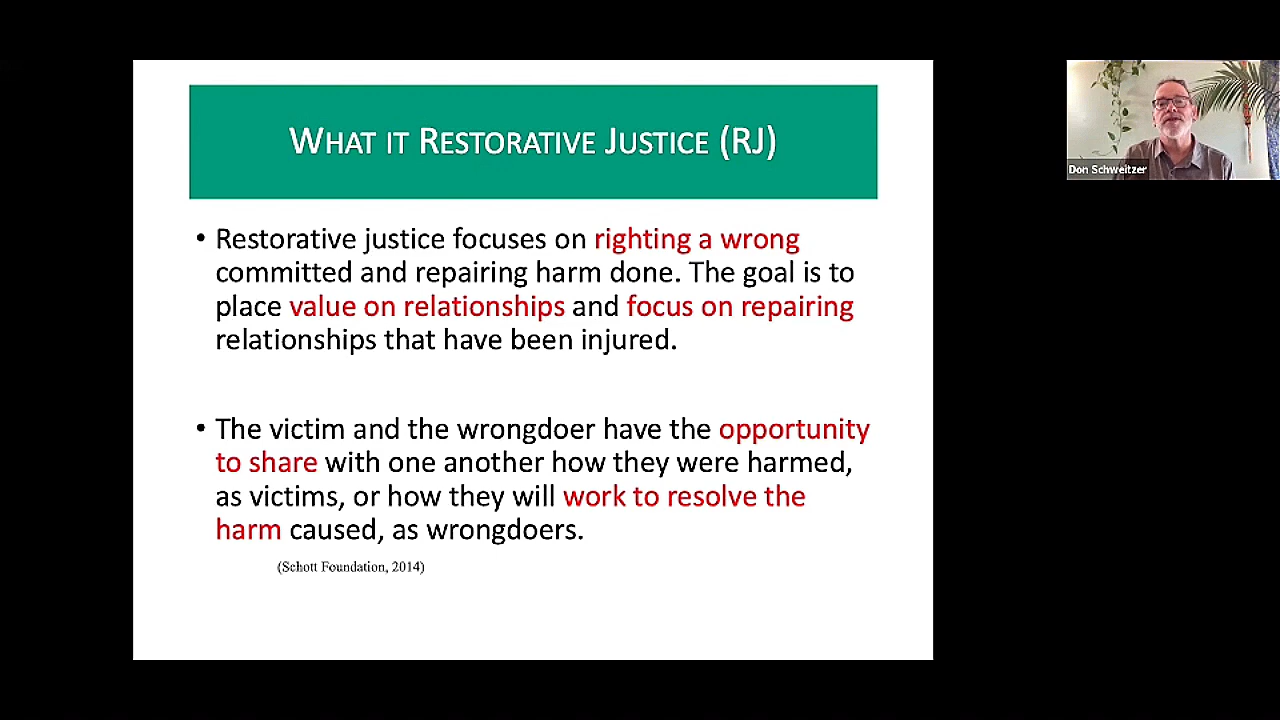 WHAT IT RESTORATIVE JUSTICE (RJ)
• Restorative justice focuses on righting a wrong
committed and repairing harm done. The goal is to
place value on relationships and focus on repairing
relationships that have been injured.
• The victim and the wrongdoer have the opportunity
to share with one another how they were harmed,
as victims, or how they will work to resolve the
harm caused, as wrongdoers.
(Schott Foundation, 2014)
Don Schweitzer